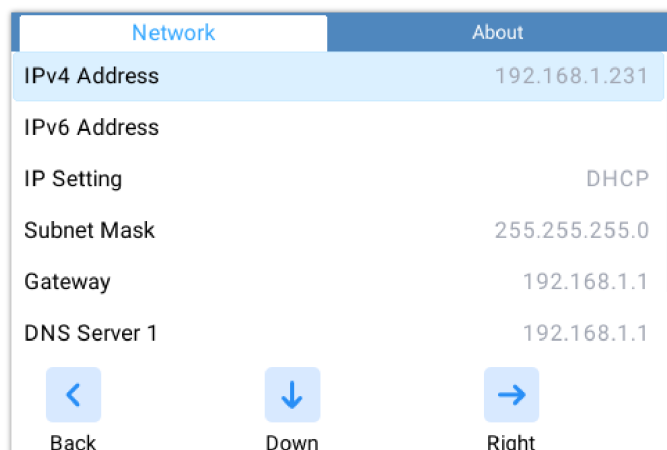 Network About
IPv4 Address 192.168.1.231
IPv6 Address
IP Setting DHCP
Subnet Mask 255.255.255.0
Gateway 192.168.1.1
DNS Server 1 192.168.1.1
Back Down Right